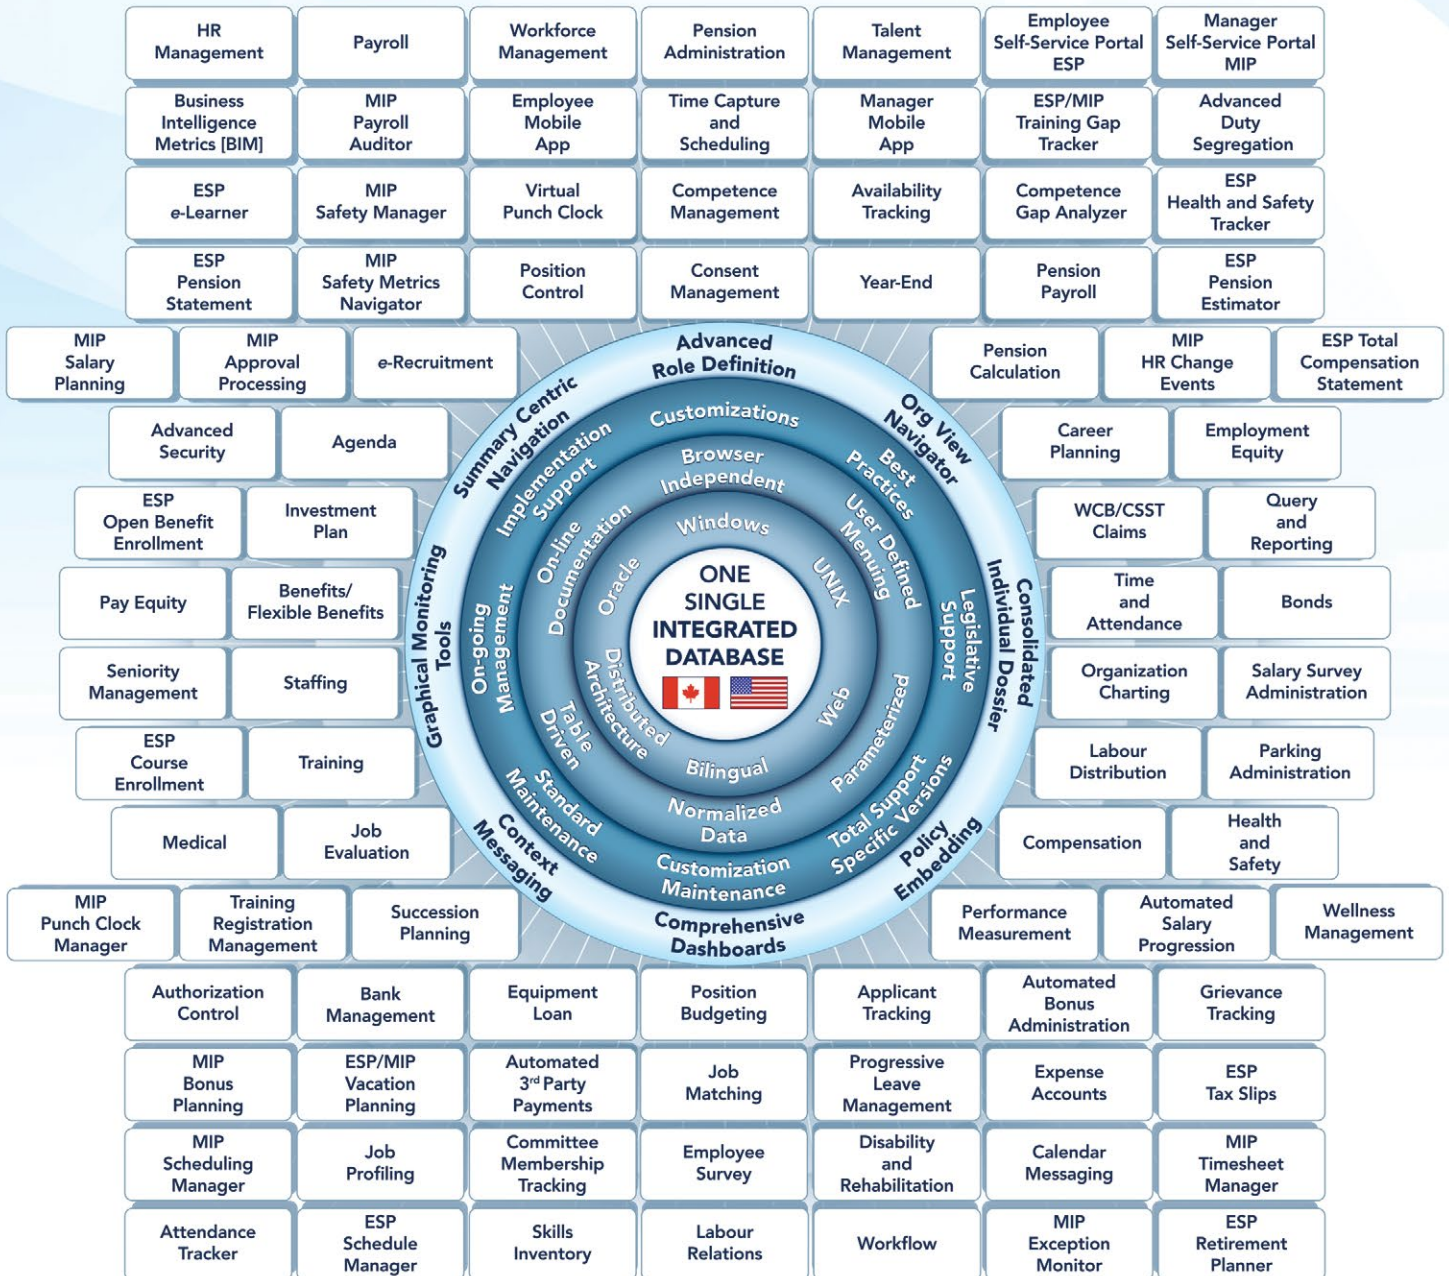 HR
Management
Payroll
Workforce
Management
Pension
Administration
Talent
Management
Employee
Self-Service Portal
ESP
Manager
Self-Service Portal
MIP
Business
Intelligence
Metrics [BIM]
MIP
Payroll
Auditor
Employee
Mobile
App
Time Capture
and
Scheduling
Manager
Mobile
App
ESP/MIP
Training Gap
Tracker
Advanced
Duty
Segregation
ESP
e-Learner
MIP
Safety Manager
Virtual
Punch Clock
Competence
Management
Availability
Tracking
Competence
Gap Analyzer
ESP
Health and Safety
Tracker
ESP
Pension
Statement
MIP
Safety Metrics
Navigator
Position
Control
Consent
Management
Year-End
Pension
Payroll
ESP
Pension
Estimator
MIP
Salary
Planning
MIP
Approval
Processing
e-Recruitment
Pension
Calculation
MIP
HR Change
Events
ESP Total
Compensation
Statement
Advanced
Security
Agenda
Career
Planning
Employment
Equity
ESP
Open Benefit
Enrollment
Investment
Plan
WCB/CSST
Claims
Query
and
Reporting
Pay Equity
Benefits/
Flexible Benefits
Time
and
Attendance
Bonds
Seniority
Management
Staffing
Organization
Charting
Salary Survey
Administration
ESP
Course
Enrollment
Training
Labour
Distribution
Parking
Administration
Medical
Job
Evaluation
Compensation
Health
and
Safety
MIP
Punch Clock
Manager
Training
Registration
Management
Succession
Planning
Performance
Measurement
Automated
Salary
Progression
Wellness
Management
Advanced
Role Definition
Org View
Navigator
Consolidated
Individual Dossier
Policy
Embedding
Comprehensive
Dashboards
Context
Messaging
Graphical Monitoring
Tools
Summary Centric
Navigation
Customizations
Best
Practices
Legislative
Support
Total Support
Specific Versions
Customization
Maintenance
Standard
Maintenance
On-going
Management
Implementation
Support
Browser
Independent
User Defined
Menuing
Parameterized
Normalized
Data
Table
Driven
On-line
Documentation
Windows
UNIX
Web
Bilingual
Distributed
Architecture
Oracle
ONE
SINGLE
INTEGRATED
DATABASE
Authorization
Control
Bank
Management
Equipment
Loan
Position
Budgeting
Applicant
Tracking
Automated
Bonus
Administration
Grievance
Tracking
MIP
Bonus
Planning
ESP/MIP
Vacation
Planning
Automated
3rd Party
Payments
Job
Matching
Progressive
Leave
Management
Expense
Accounts
ESP
Tax Slips
MIP
Scheduling
Manager
Job
Profiling
Committee
Membership
Tracking
Employee
Survey
Disability
and
Rehabilitation
Calendar
Messaging
MIP
Timesheet
Manager
Attendance
Tracker
ESP
Schedule
Manager
Skills
Inventory
Labour
Relations
Workflow
MIP
Exception
Monitor
ESP
Retirement
Planner